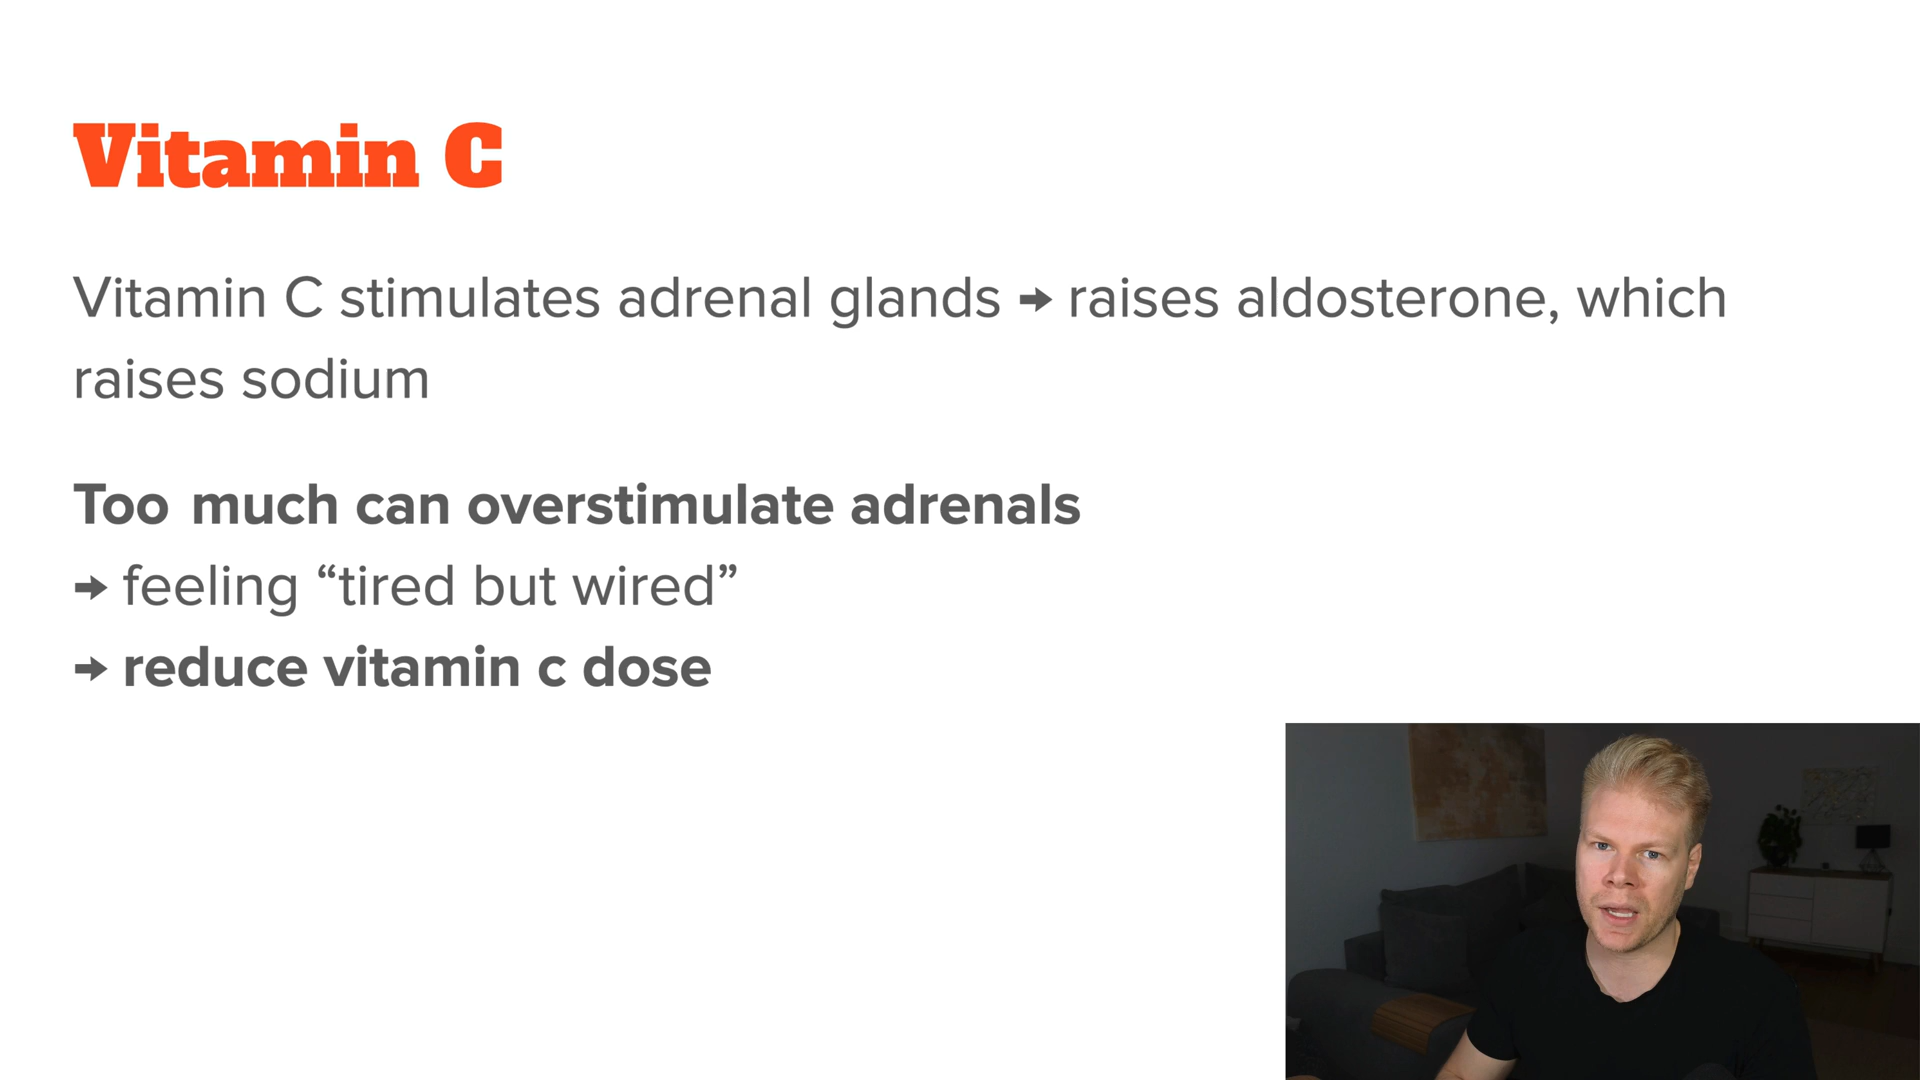 Vitamin C
Vitamin C stimulates adrenal glands → raises aldosterone, which
raises sodium
Too much can overstimulate adrenals
→ feeling “tired but wired”
→ reduce vitamin c dose